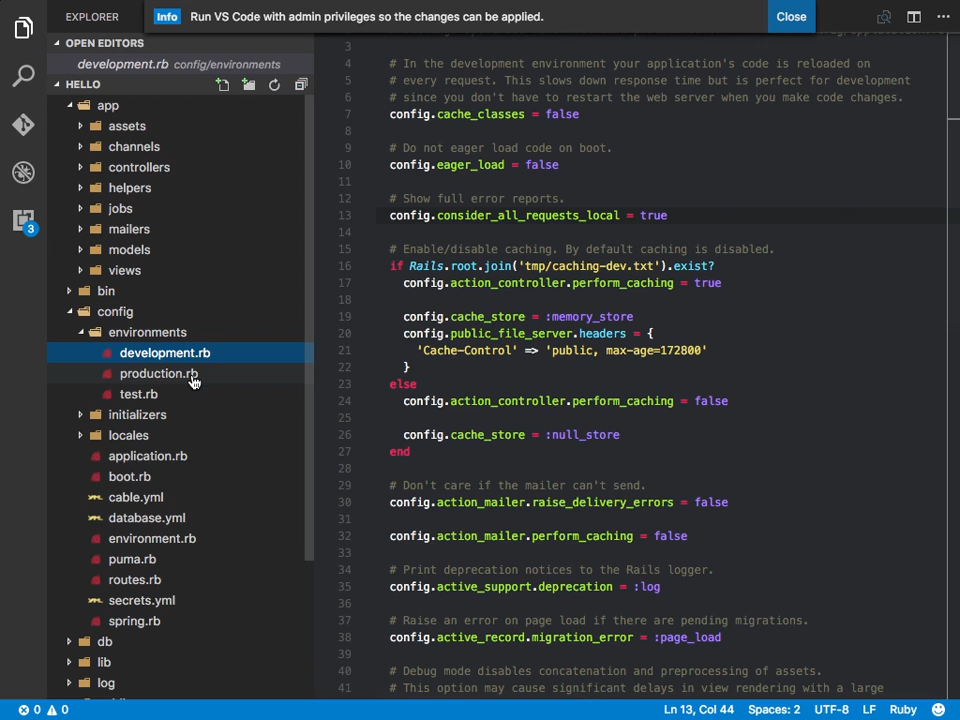 EXPLORER
Info Run VS Code with admin privileges so the changes can be applied. Close
OPEN EDITORS
development.rb config/environments
HELLO
app
assets
channels
controllers
helpers
jobs
mailers
models
views
bin
config
environments
development.rb
production.rb
test.rb
initializers
locales
application.rb
boot.rb
cable.yml
database.yml
environment.rb
puma.rb
routes.rb
secrets.yml
spring.rb
db
lib
log
3
3
4 # In the development environment your application's code is reloaded on
5 # every request. This slows down response time but is perfect for development
6 # since you don't have to restart the web server when you make code changes.
7 config.cache_classes = false
8
9 # Do not eager load code on boot.
10 config.eager_load = false
11
12 # Show full error reports.
13 config.consider_all_requests_local = true
14
15 # Enable/disable caching. By default caching is disabled.
16 if Rails.root.join('tmp/caching-dev.txt').exist?
17 config.action_controller.perform_caching = true
18
19 config.cache_store = :memory_store
20 config.public_file_server.headers = {
21 'Cache-Control' => 'public, max-age=172800'
22 }
23 else
24 config.action_controller.perform_caching = false
25
26 config.cache_store = :null_store
27 end
28
29 # Don't care if the mailer can't send.
30 config.action_mailer.raise_delivery_errors = false
31
32 config.action_mailer.perform_caching = false
33
34 # Print deprecation notices to the Rails logger.
35 config.active_support.deprecation = :log
36
37 # Raise an error on page load if there are pending migrations.
38 config.active_record.migration_error = :page_load
39
40 # Debug mode disables concatenation and preprocessing of assets.
41 # This option may cause significant delays in view rendering with a large
0 0 Ln 13, Col 44 Spaces: 2 UTF-8 LF Ruby